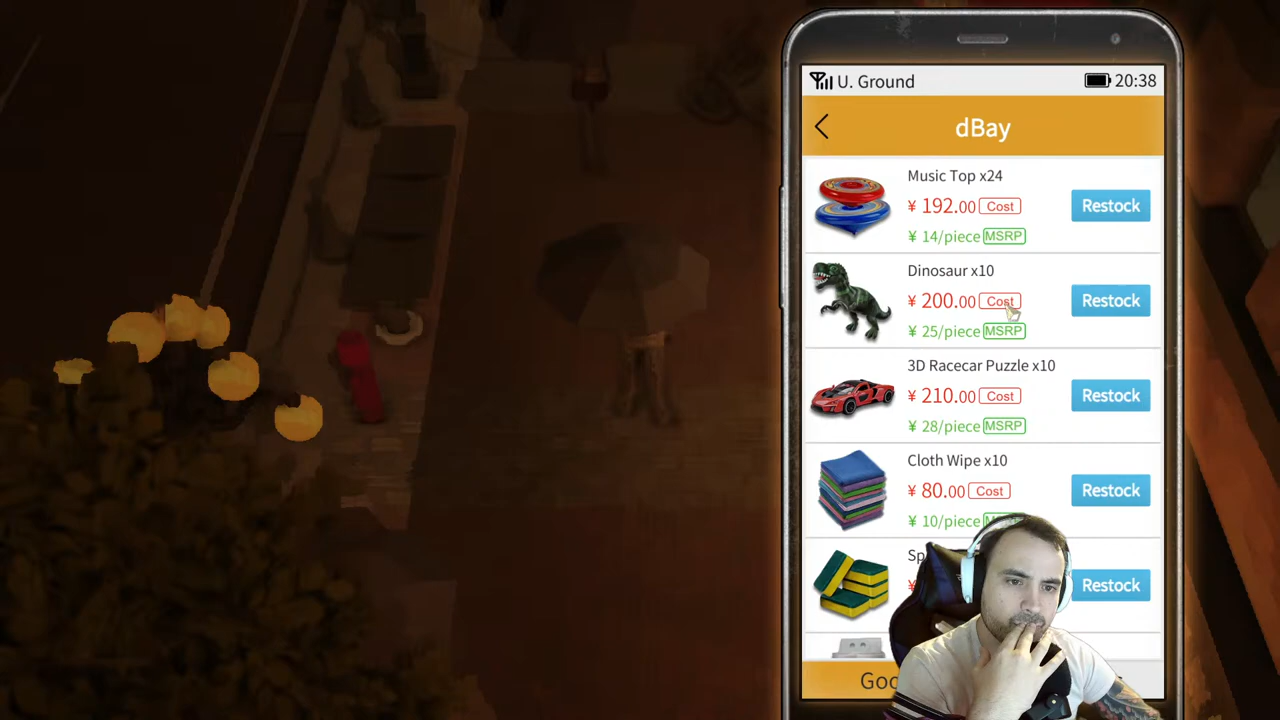 U. Ground 20:38
dBay
Music Top x24
¥ 192.00 Cost
Restock
¥ 14/piece MSRP
Dinosaur x10
¥ 200.00 Cost
Restock
¥ 25/piece MSRP
3D Racecar Puzzle x10
¥ 210.00 Cost
Restock
¥ 28/piece MSRP
Cloth Wipe x10
¥ 80.00 Cost
Restock
¥ 10/piece
Restock